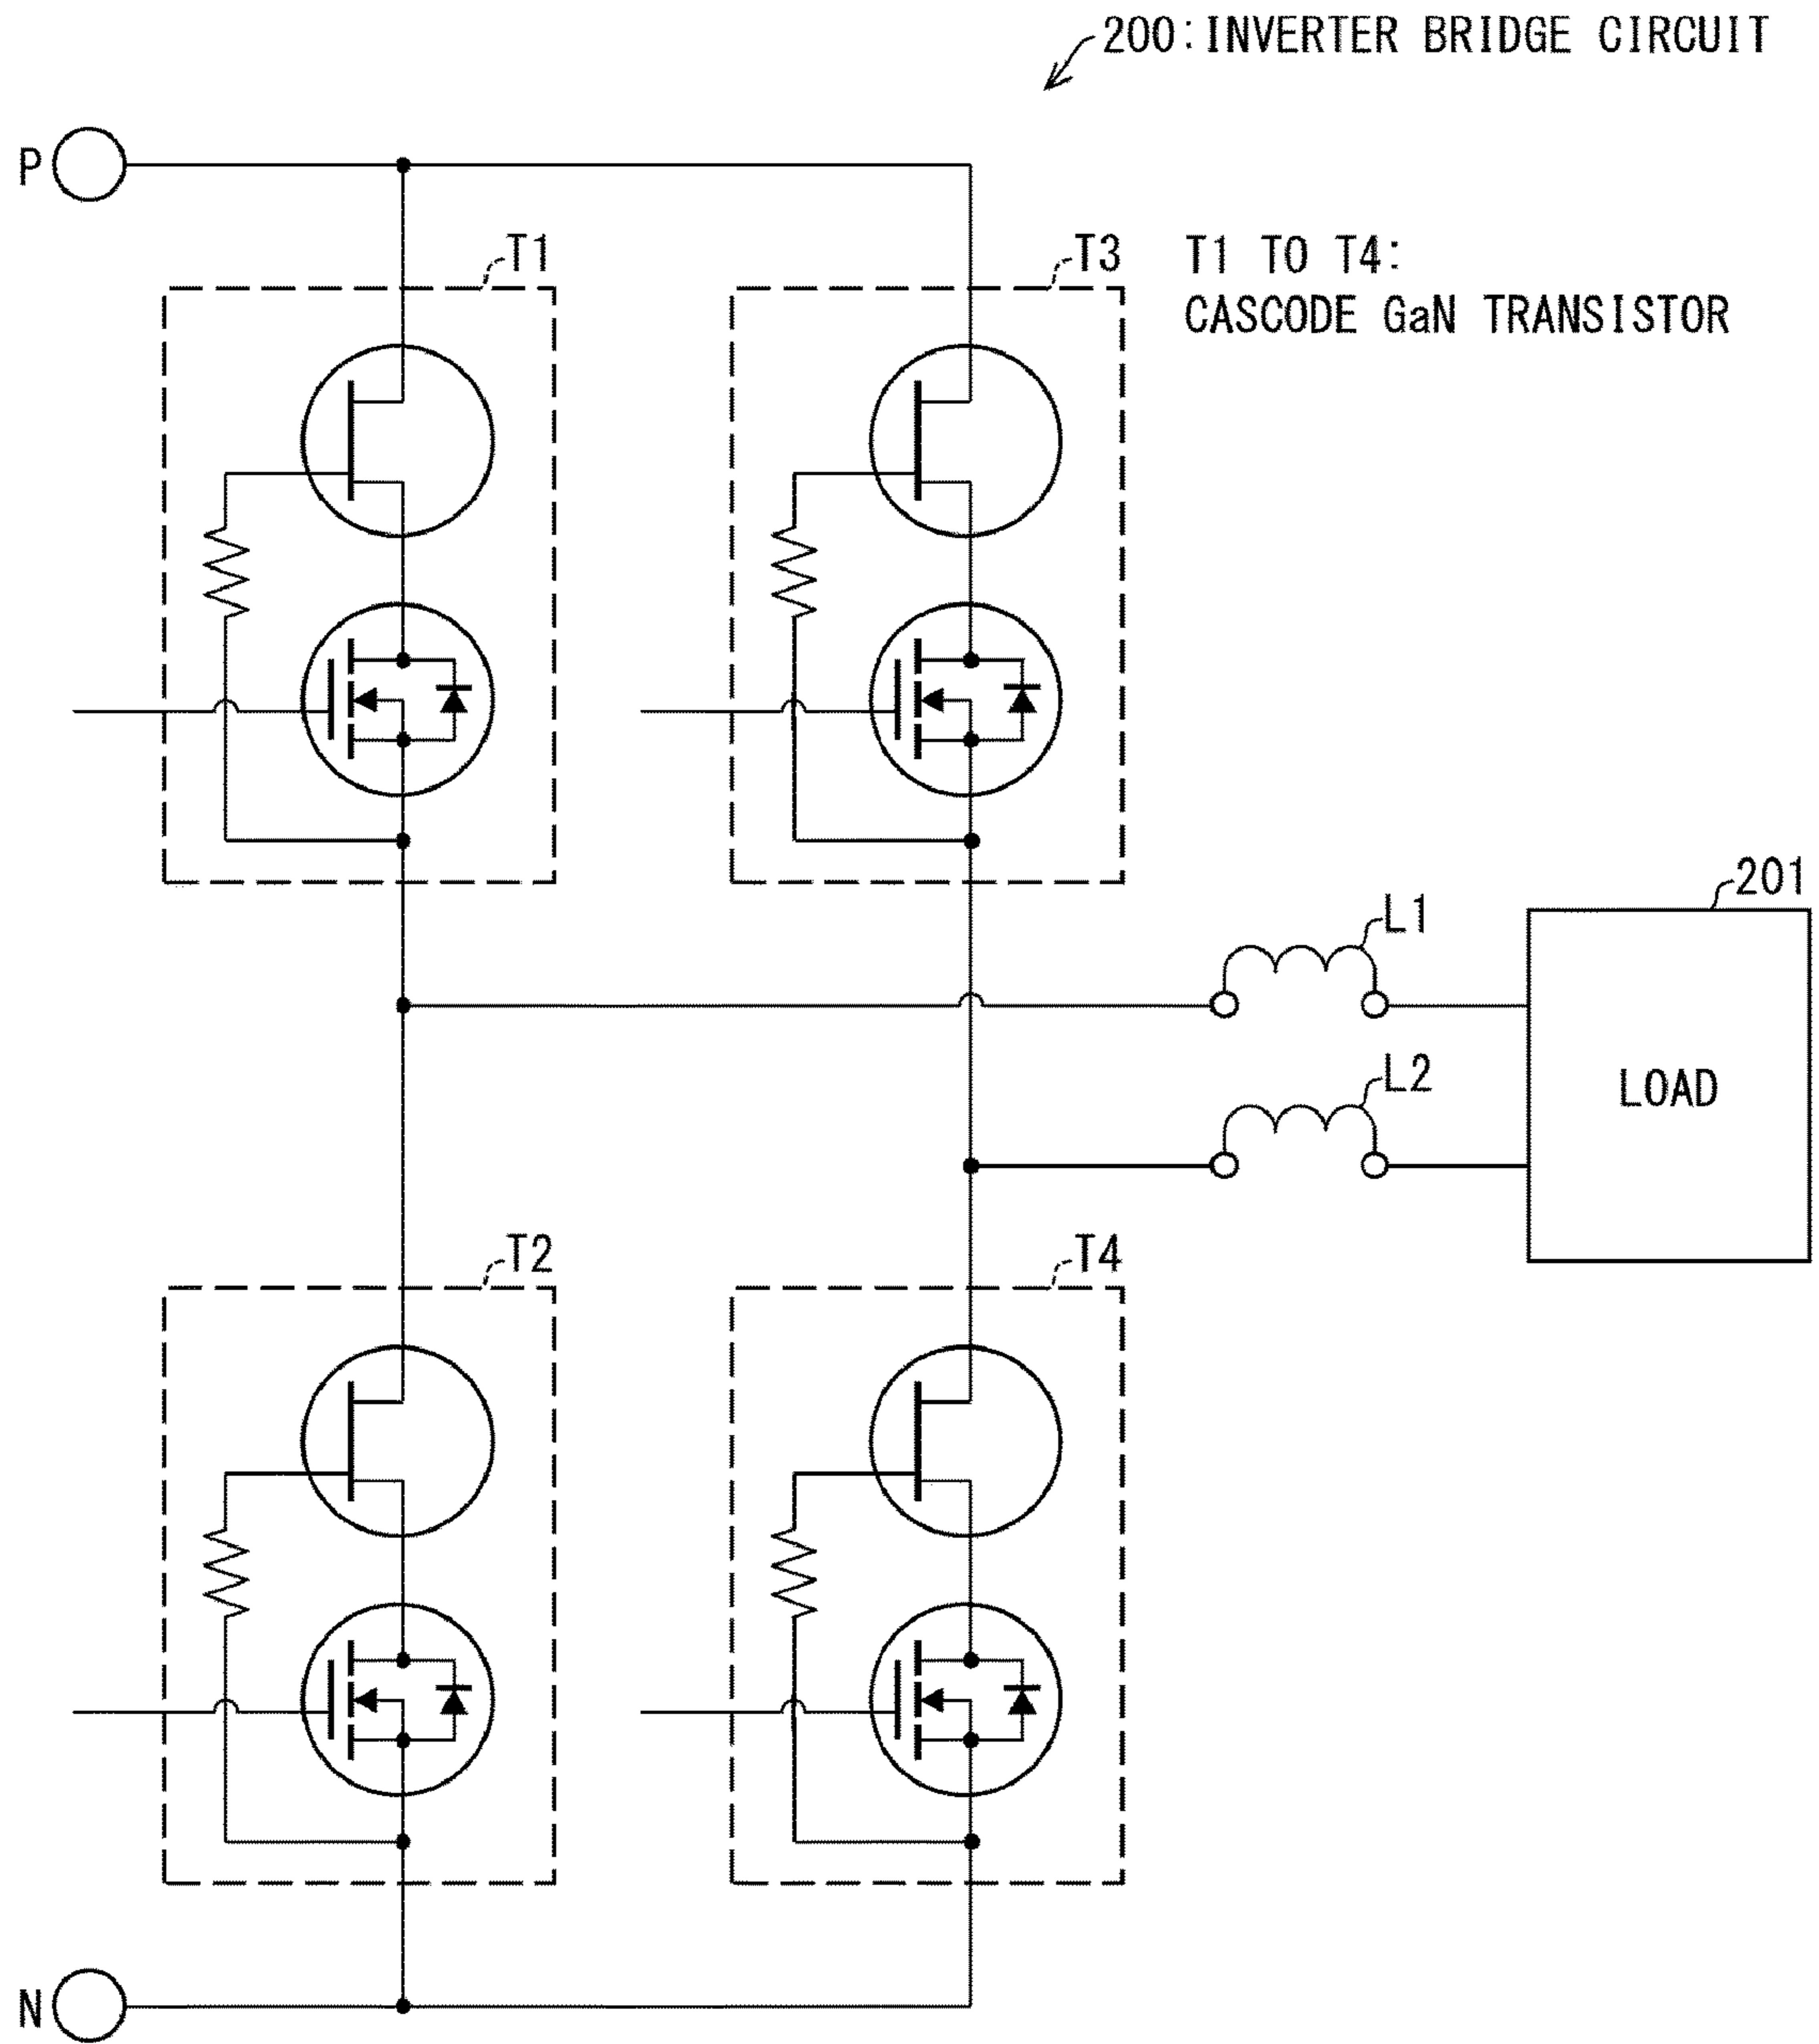 200:INVERTER BRIDGE CIRCUIT
P
T1
T3
T1 TO T4:
CASCODE GaN TRANSISTOR
L1
201
L2
LOAD
T2
T4
N